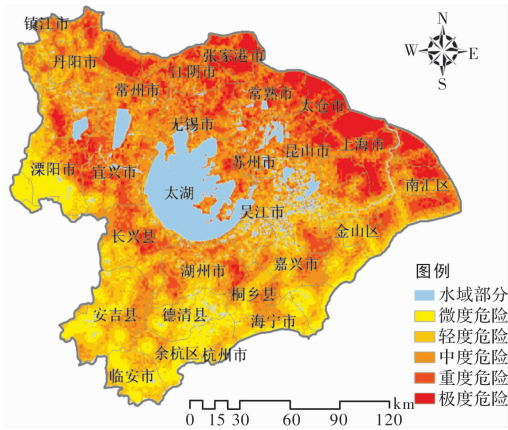 镇江市
N
W
E
S
丹阳市
张家港市
江阴市
常州市
常熟市
太仓市
无锡市
昆山市
上海市
苏州市
溧阳市
宜兴市
太湖
南汇区
吴江市
金山区
长兴县
嘉兴市
湖州市
桐乡县
安吉县
德清县
海宁市
余杭区
杭州市
临安市
图例
水域部分
微度危险
轻度危险
中度危险
重度危险
极度危险
km
0 15 30 60 90 120